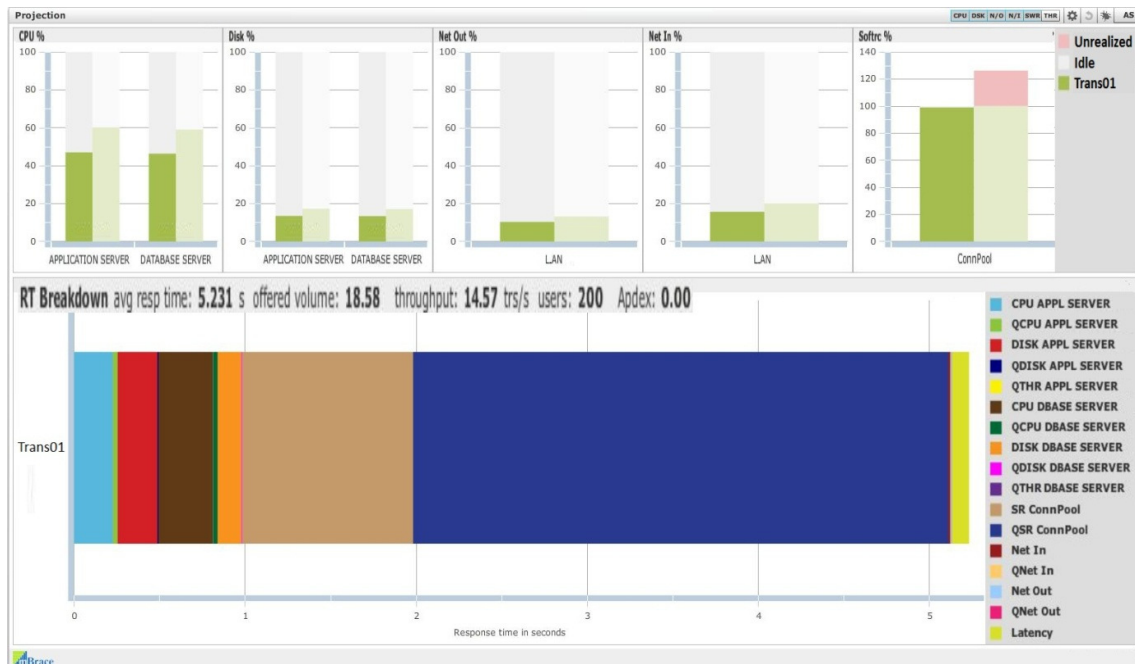 Projection
CPU DSK N/O N/I SWR THR
AS
CPU %
100
80
60
40
20
0
APPLICATION SERVER DATABASE SERVER
Disk %
100
80
60
40
20
0
APPLICATION SERVER DATABASE SERVER
Net Out %
100
80
60
40
20
0
LAN
Net In %
100
80
60
40
20
0
LAN
Softrc %
140
120
100
80
60
40
20
0
ConnPool
Unrealized
Idle
Trans01
RT Breakdown avg resp time: 5.231 s offered volume: 18.58 throughput: 14.57 trs/s users: 200 Apdex: 0.00
Trans01
0 1 2 3 4 5
Response time in seconds
CPU APPL SERVER
QCPU APPL SERVER
DISK APPL SERVER
QDISK APPL SERVER
QTHR APPL SERVER
CPU DBASE SERVER
QCPU DBASE SERVER
DISK DBASE SERVER
QDISK DBASE SERVER
QTHR DBASE SERVER
SR ConnPool
QSR ConnPool
Net In
QNet In
Net Out
QNet Out
Latency
mBrace